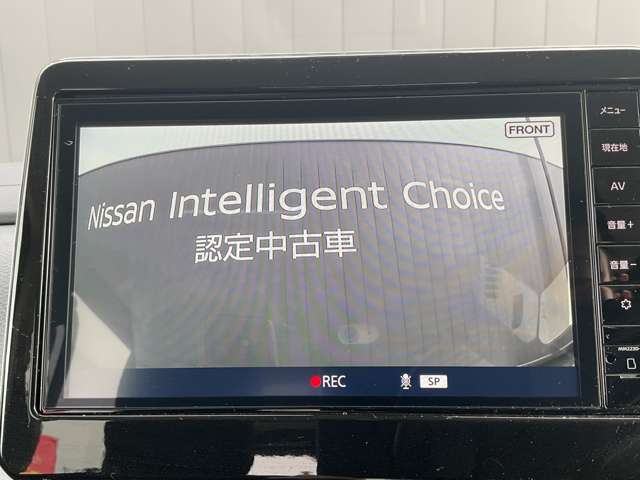 FRONT
Nissan Intelligent Choice
認定中古車
REC
SP
メニュー
現在地
AV
音量+
音量-